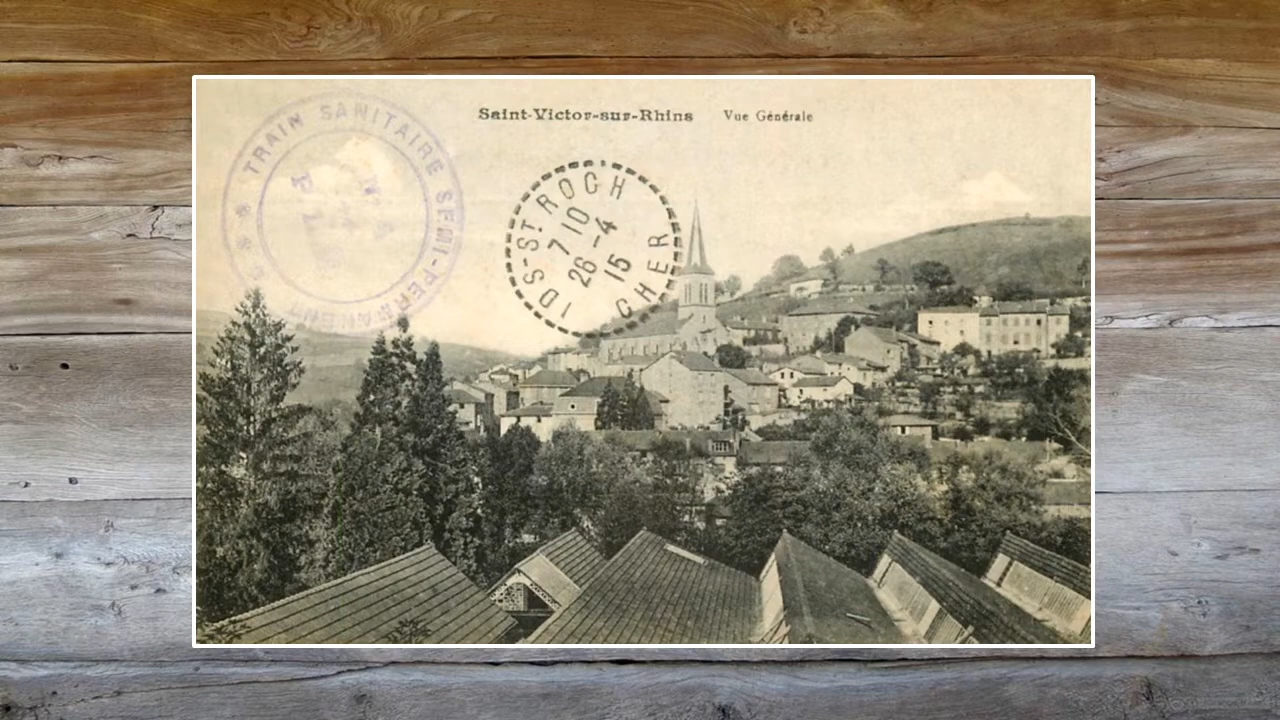 Saint-Victor-sur-Rhins Vue Générale
TRAIN SANITAIRE SEMI-PERMANENT
IDS-ST ROCH
7 10
26-4
15
CHER